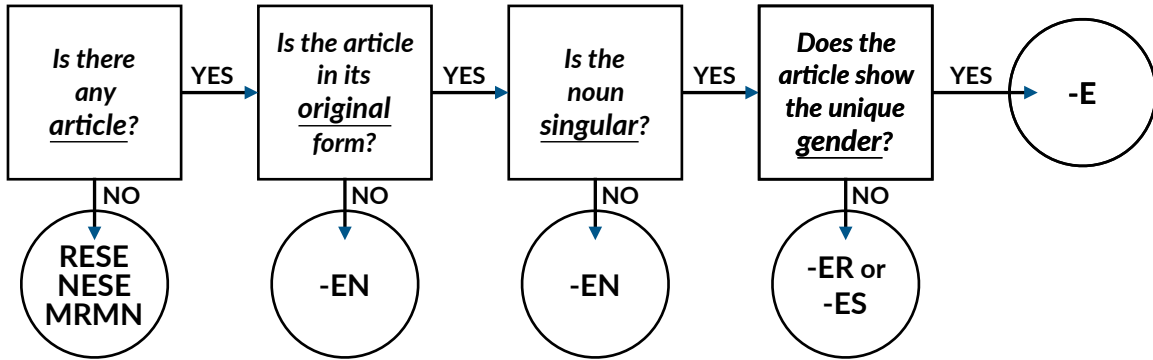 Is there
any
article?
YES
NO
RESE
NESE
MRMN
Is the article
in its
original
form?
YES
NO
-EN
Is the
noun
singular?
YES
NO
-EN
Does the
article show
the unique
gender?
YES
NO
-ER or
-ES
-E